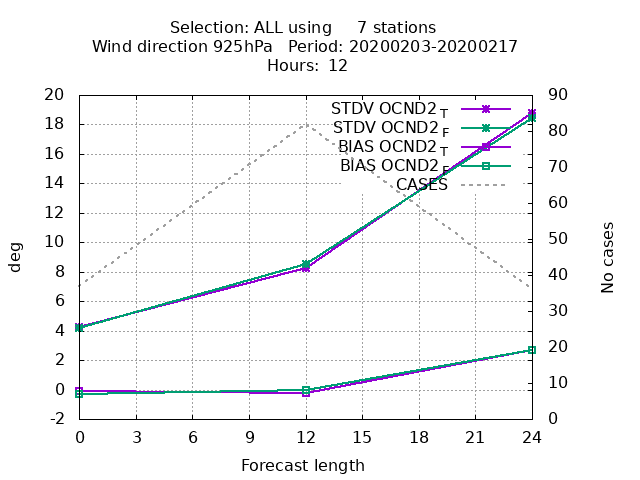 Selection: ALL using     7 stations
Wind direction 925hPa   Period: 20200203-20200217
Hours: 12
20
18
16
14
12
10
8
6
4
2
0
-2
deg
STDV OCND2 T
STDV OCND2 F
BIAS OCND2 T
BIAS OCND2 F
CASES
90
80
70
60
50
40
30
20
10
0
No cases
0 3 6 9 12 15 18 21 24
Forecast length